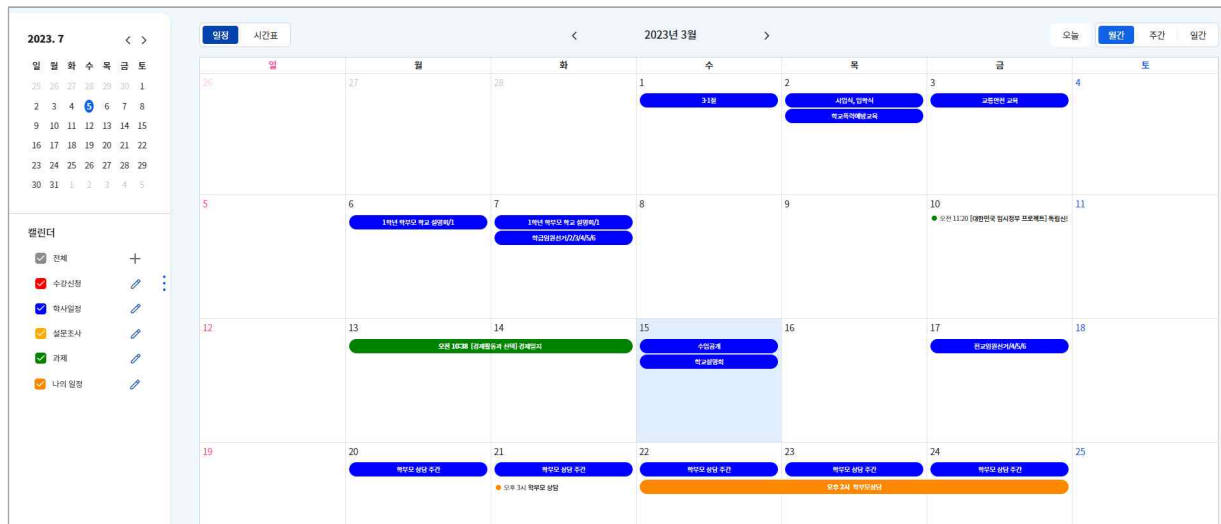 2023. 7 < >
일 월 화 수 목 금 토
25 26 27 28 29 30 1
2 3 4 5 6 7 8
9 10 11 12 13 14 15
16 17 18 19 20 21 22
23 24 25 26 27 28 29
30 31 1 2 3 4 5
캘린더
전체
수강신청
학사일정
설문조사
과제
나의 일정
일정 시간표
< 2023년 3월 >
오늘 월간 주간 일간
일 월 화 수 목 금 토
26 27 28 1 2 3 4
3·1절 시업식, 입학식 교통안전 교육
학교폭력예방교육
5 6 7 8 9 10 11
1학년 학부모 학교 설명회/1 1학년 학부모 학교 설명회/1 오전 11:20 [대한민국 임시정부 프로젝트] 독립신
학급임원선거/2/3/4/5/6
12 13 14 15 16 17 18
오전 10:38 [경제활동과 선택] 경제일지 수업공개 전교임원선거/4/5/6
학교설명회
19 20 21 22 23 24 25
학부모 상담 주간 학부모 상담 주간 학부모 상담 주간 학부모 상담 주간 학부모 상담 주간
오후 3시 학부모 상담 오후 2시 학부모상담